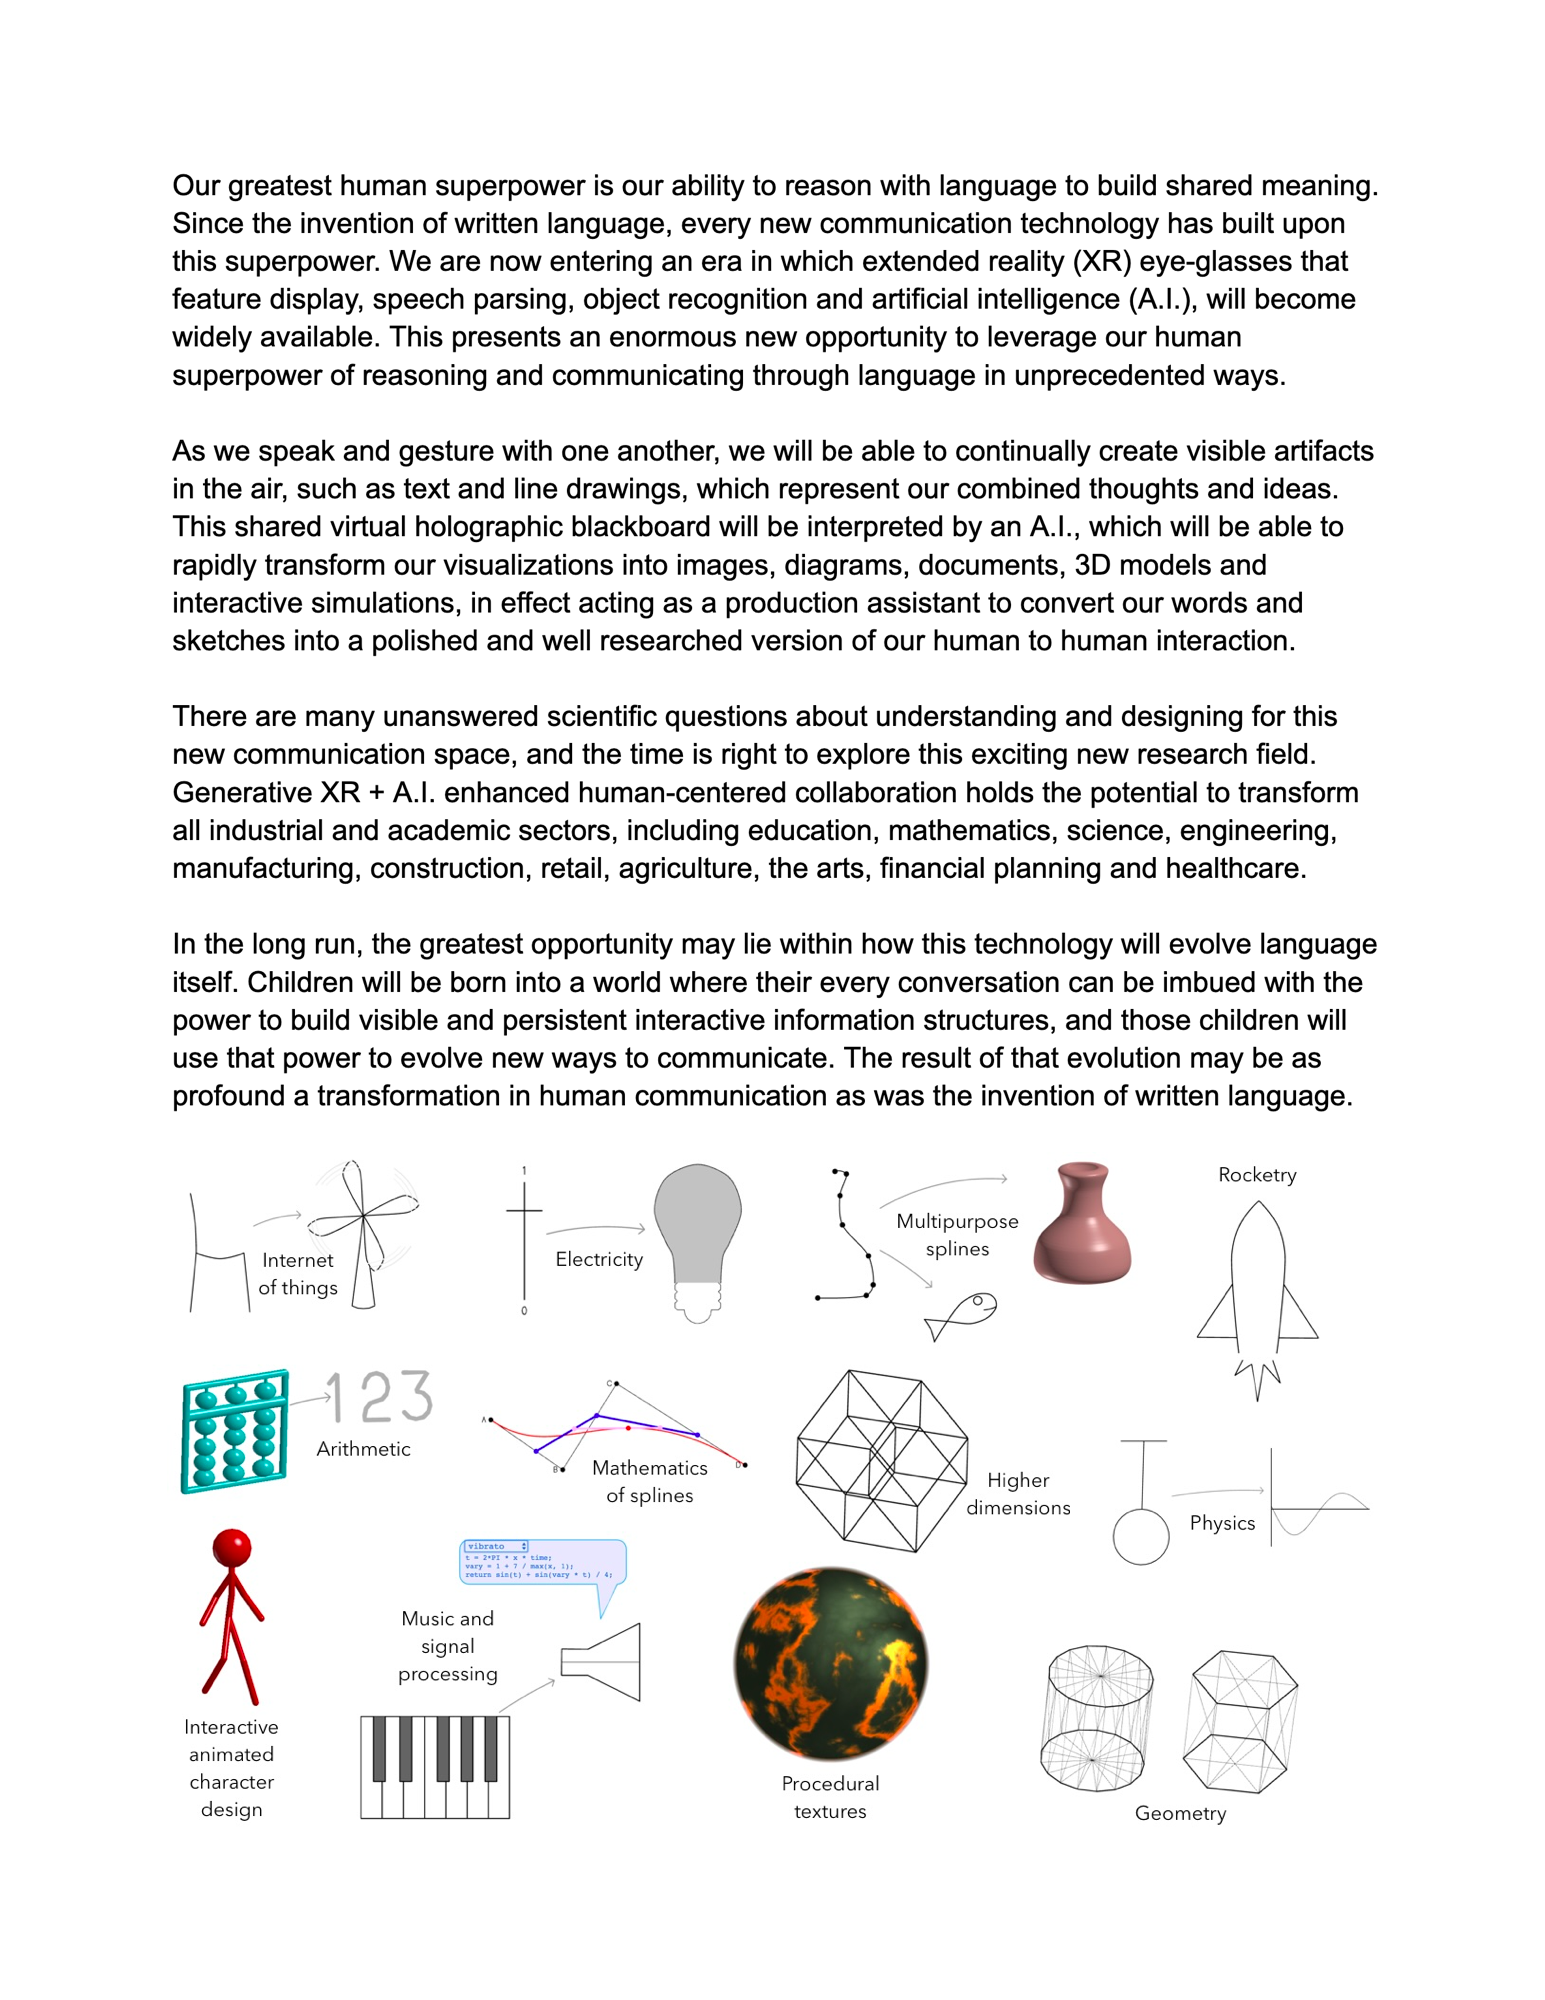 Our greatest human superpower is our ability to reason with language to build shared meaning.
Since the invention of written language, every new communication technology has built upon
this superpower. We are now entering an era in which extended reality (XR) eye-glasses that
feature display, speech parsing, object recognition and artificial intelligence (A.I.), will become
widely available. This presents an enormous new opportunity to leverage our human
superpower of reasoning and communicating through language in unprecedented ways.
As we speak and gesture with one another, we will be able to continually create visible artifacts
in the air, such as text and line drawings, which represent our combined thoughts and ideas.
This shared virtual holographic blackboard will be interpreted by an A.I., which will be able to
rapidly transform our visualizations into images, diagrams, documents, 3D models and
interactive simulations, in effect acting as a production assistant to convert our words and
sketches into a polished and well researched version of our human to human interaction.
There are many unanswered scientific questions about understanding and designing for this
new communication space, and the time is right to explore this exciting new research field.
Generative XR + A.I. enhanced human-centered collaboration holds the potential to transform
all industrial and academic sectors, including education, mathematics, science, engineering,
manufacturing, construction, retail, agriculture, the arts, financial planning and healthcare.
In the long run, the greatest opportunity may lie within how this technology will evolve language
itself. Children will be born into a world where their every conversation can be imbued with the
power to build visible and persistent interactive information structures, and those children will
use that power to evolve new ways to communicate. The result of that evolution may be as
profound a transformation in human communication as was the invention of written language.
Internet
of things
1
0
Electricity
Multipurpose
splines
Rocketry
123
Arithmetic
A
B
C
D
Mathematics
of splines
Higher
dimensions
Physics
Interactive
animated
character
design
vibrato
t = 2*PI * x * time;
vary = 1 + 7 / max(x, 1);
return sin(t) + sin(vary * t) / 4;
Music and
signal
processing
Procedural
textures
Geometry